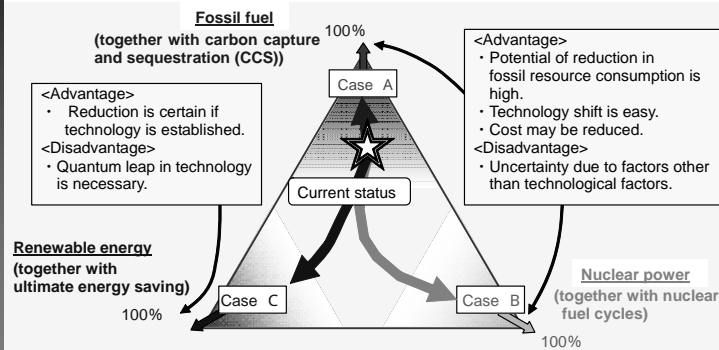 Fossil fuel
(together with carbon capture
and sequestration (CCS))
100%
<Advantage>
・ Reduction is certain if
technology is established.
<Disadvantage>
・Quantum leap in technology
is necessary.
<Advantage>
・ Potential of reduction in
fossil resource consumption is
high.
・Technology shift is easy.
・Cost may be reduced.
<Disadvantage>
・Uncertainty due to factors other
than technological factors.
Case A
Current status
Renewable energy
(together with
ultimate energy saving)
100%
Case C
Case B
Nuclear power
(together with nuclear
fuel cycles)
100%